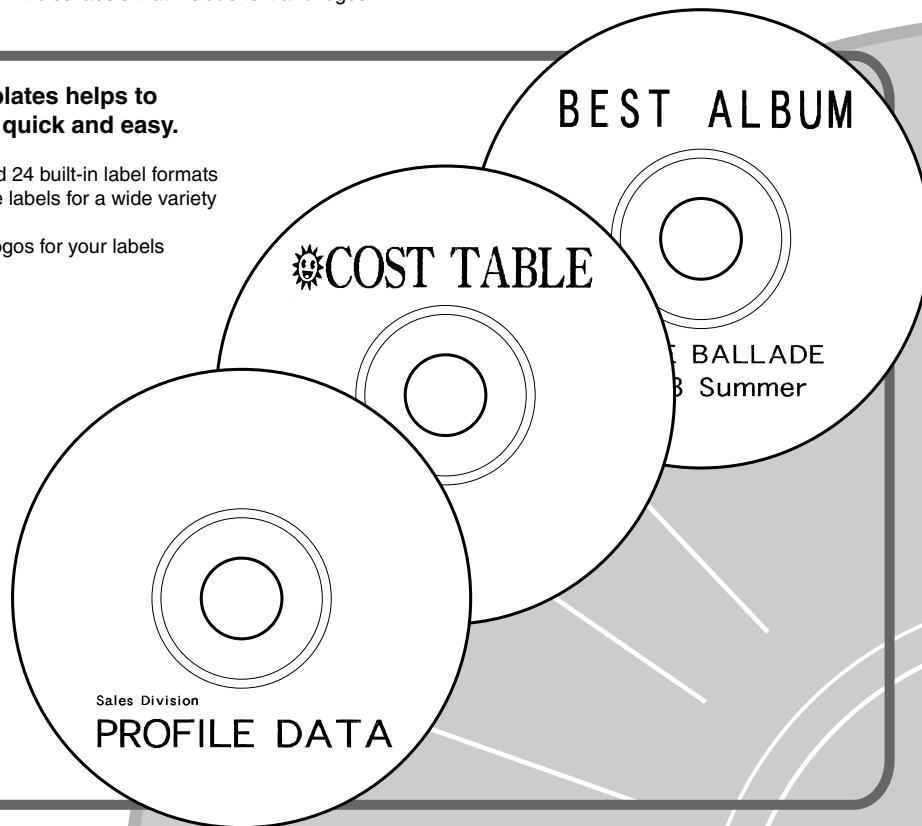 plates helps to
quick and easy.
24 built-in label formats
labels for a wide variety
ogos for your labels
BEST ALBUM
BALLADE
Summer
COST TABLE
Sales Division
PROFILE DATA